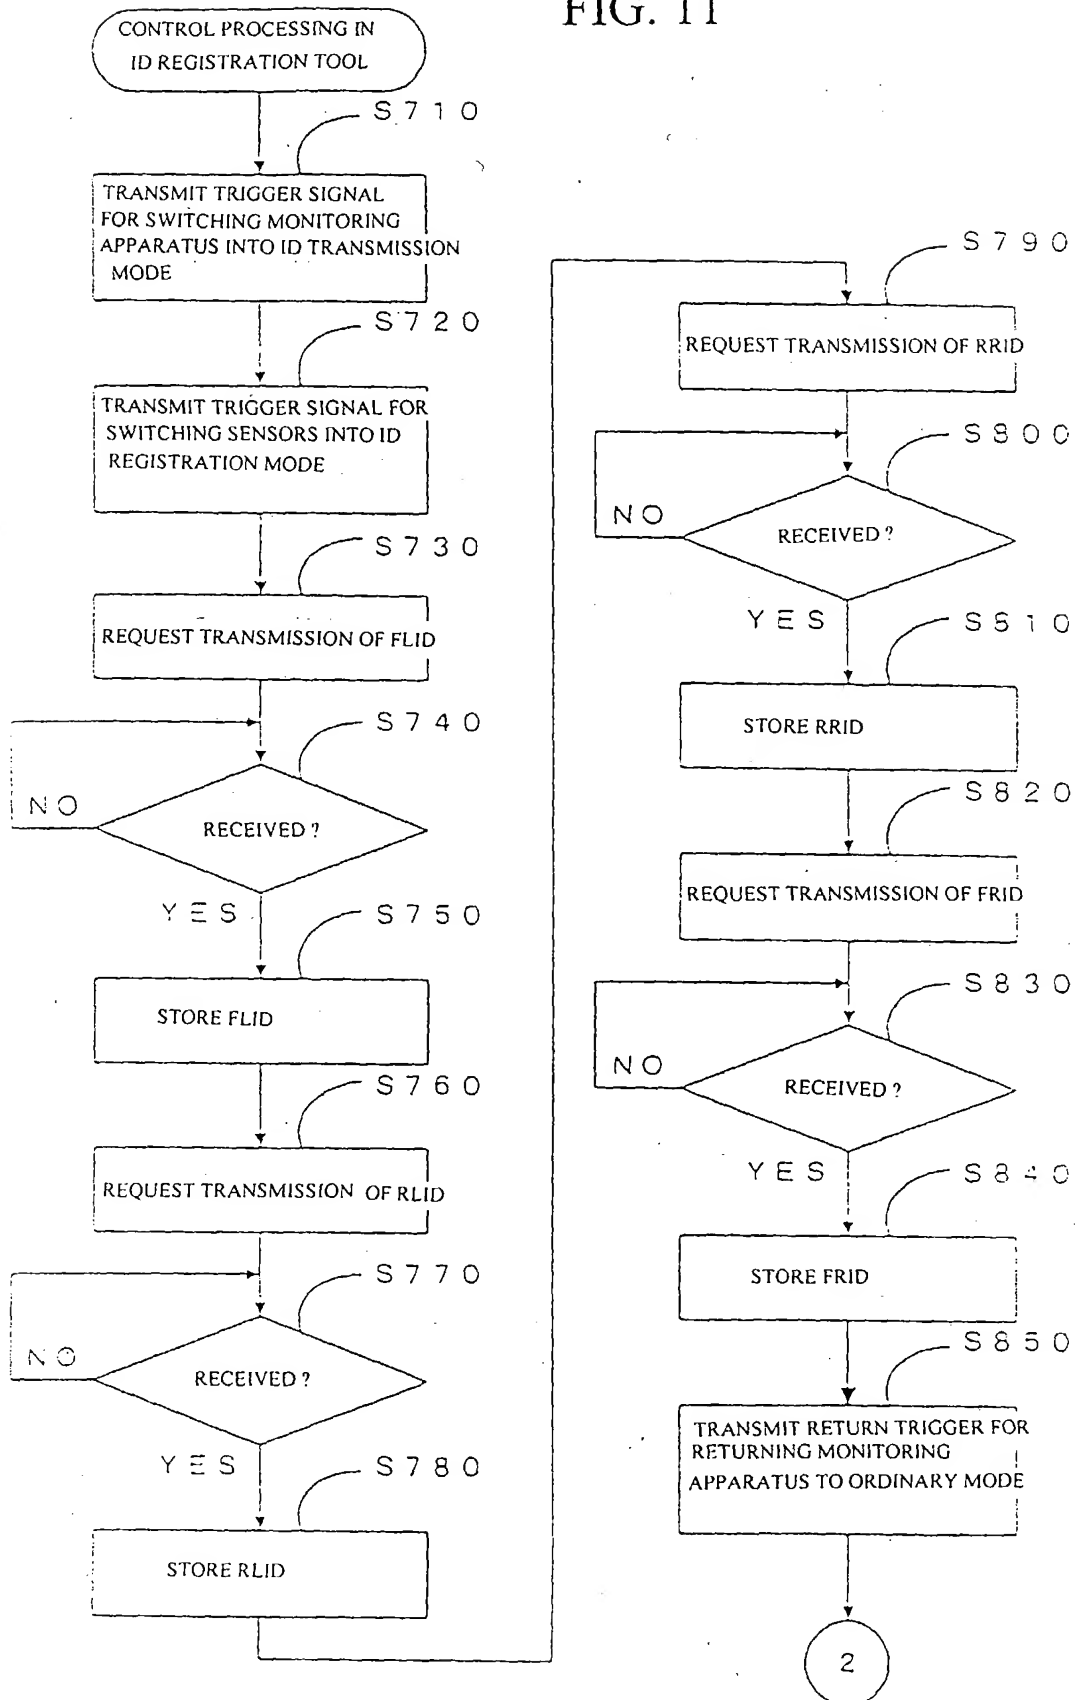 FIG. 11
CONTROL PROCESSING IN
ID REGISTRATION TOOL
S710
TRANSMIT TRIGGER SIGNAL
FOR SWITCHING MONITORING
APPARATUS INTO ID TRANSMISSION
MODE
S720
TRANSMIT TRIGGER SIGNAL FOR
SWITCHING SENSORS INTO ID
REGISTRATION MODE
S730
REQUEST TRANSMISSION OF FLID
S740
NO
RECEIVED ?
YES
S750
STORE FLID
S760
REQUEST TRANSMISSION OF RLID
S770
NO
RECEIVED ?
YES
S780
STORE RLID
S790
REQUEST TRANSMISSION OF RRID
S800
NO
RECEIVED ?
YES
S810
STORE RRID
S820
REQUEST TRANSMISSION OF FRID
S830
NO
RECEIVED ?
YES
S840
STORE FRID
S850
TRANSMIT RETURN TRIGGER FOR
RETURNING MONITORING
APPARATUS TO ORDINARY MODE
2